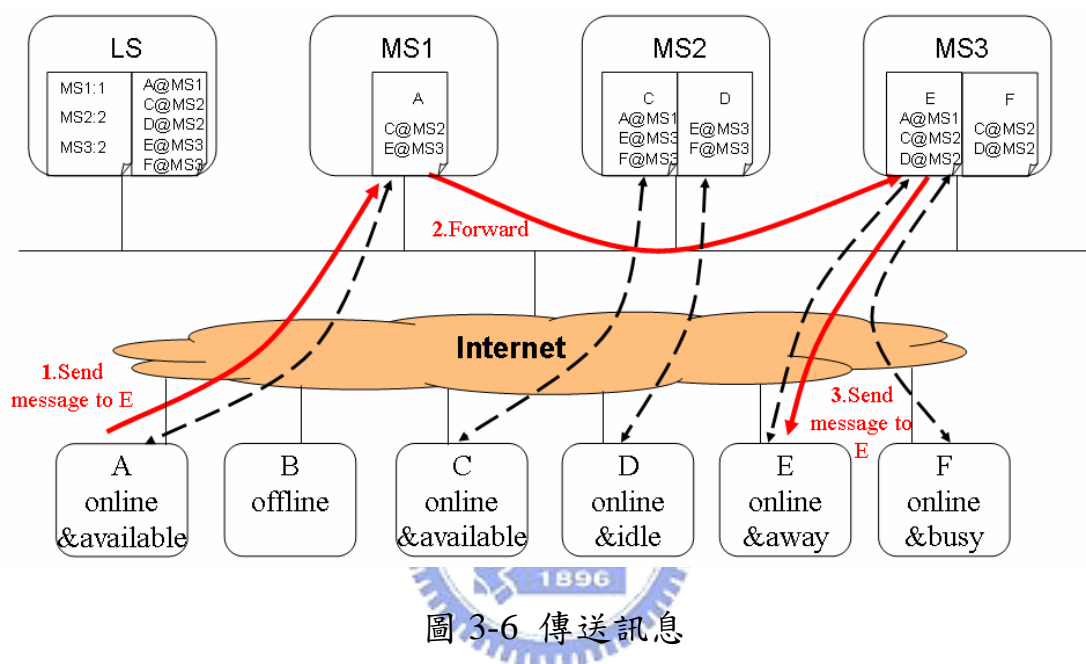 LS
MS1:1
MS2:2
MS3:2
A@MS1
C@MS2
D@MS2
E@MS3
F@MS3
MS1
A
C@MS2
E@MS3
MS2
C
A@MS1
E@MS3
F@MS3
D
E@MS3
F@MS3
MS3
E
A@MS1
C@MS2
D@MS2
F
C@MS2
D@MS2
2.Forward
Internet
1.Send
message to E
3.Send
message to
E
A
online
&available
B
offline
C
online
&available
D
online
&idle
E
online
&away
F
online
&busy
1896
圖 3-6 傳送訊息